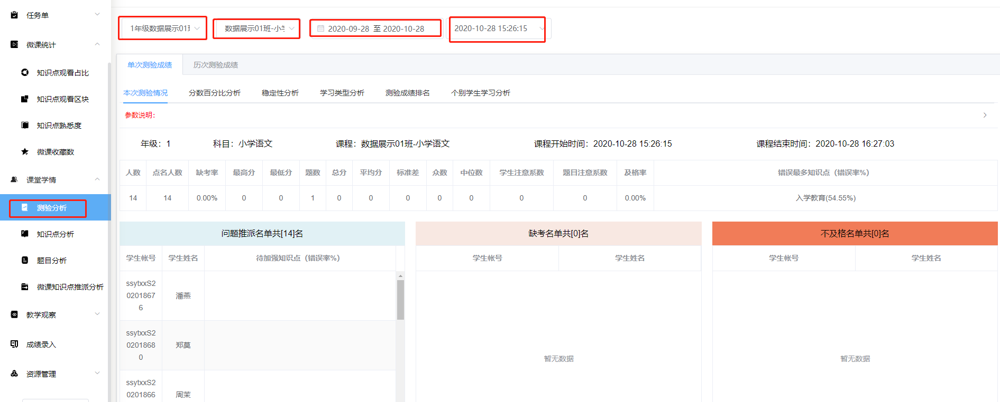 任务单
微课统计
知识点观看占比
知识点观看区块
知识点熟悉度
微课收藏数
课堂学情
测验分析
知识点分析
题目分析
微课知识点推派分析
教学观察
成绩录入
资源管理
1年级数据展示01
数据展示01班-小
2020-09-28 至 2020-10-28
2020-10-28 15:26:15
单次测验成绩 历次测验成绩
本次测验情况 分数百分比分析 稳定性分析 学习类型分析 测验成绩排名 个别学生学习分析
参数说明:
年级：1 科目：小学语文 课程：数据展示01班-小学语文 课程开始时间：2020-10-28 15:26:15 课程结束时间：2020-10-28 16:27:03
人数 点名人数 缺考率 最高分 最低分 题数 总分 平均分 标准差 众数 中位数 学生注意系数 题目注意系数 及格率 错误最多知识点（错误率%）
14 14 0.00% 0 0 1 0 0 0 0 0 0 0 0.00% 入学教育(54.55%)
问题推派名单共[14]名
学生帐号 学生姓名 待加强知识点（错误率%）
ssytxxS2
0201867
6
潘燕
ssytxxS2
0201868
0
郑莫
ssytxxS2
0201866
周茉
缺考名单共[0]名
学生帐号 学生姓名
暂无数据
不及格名单共[0]名
学生帐号 学生姓名
暂无数据